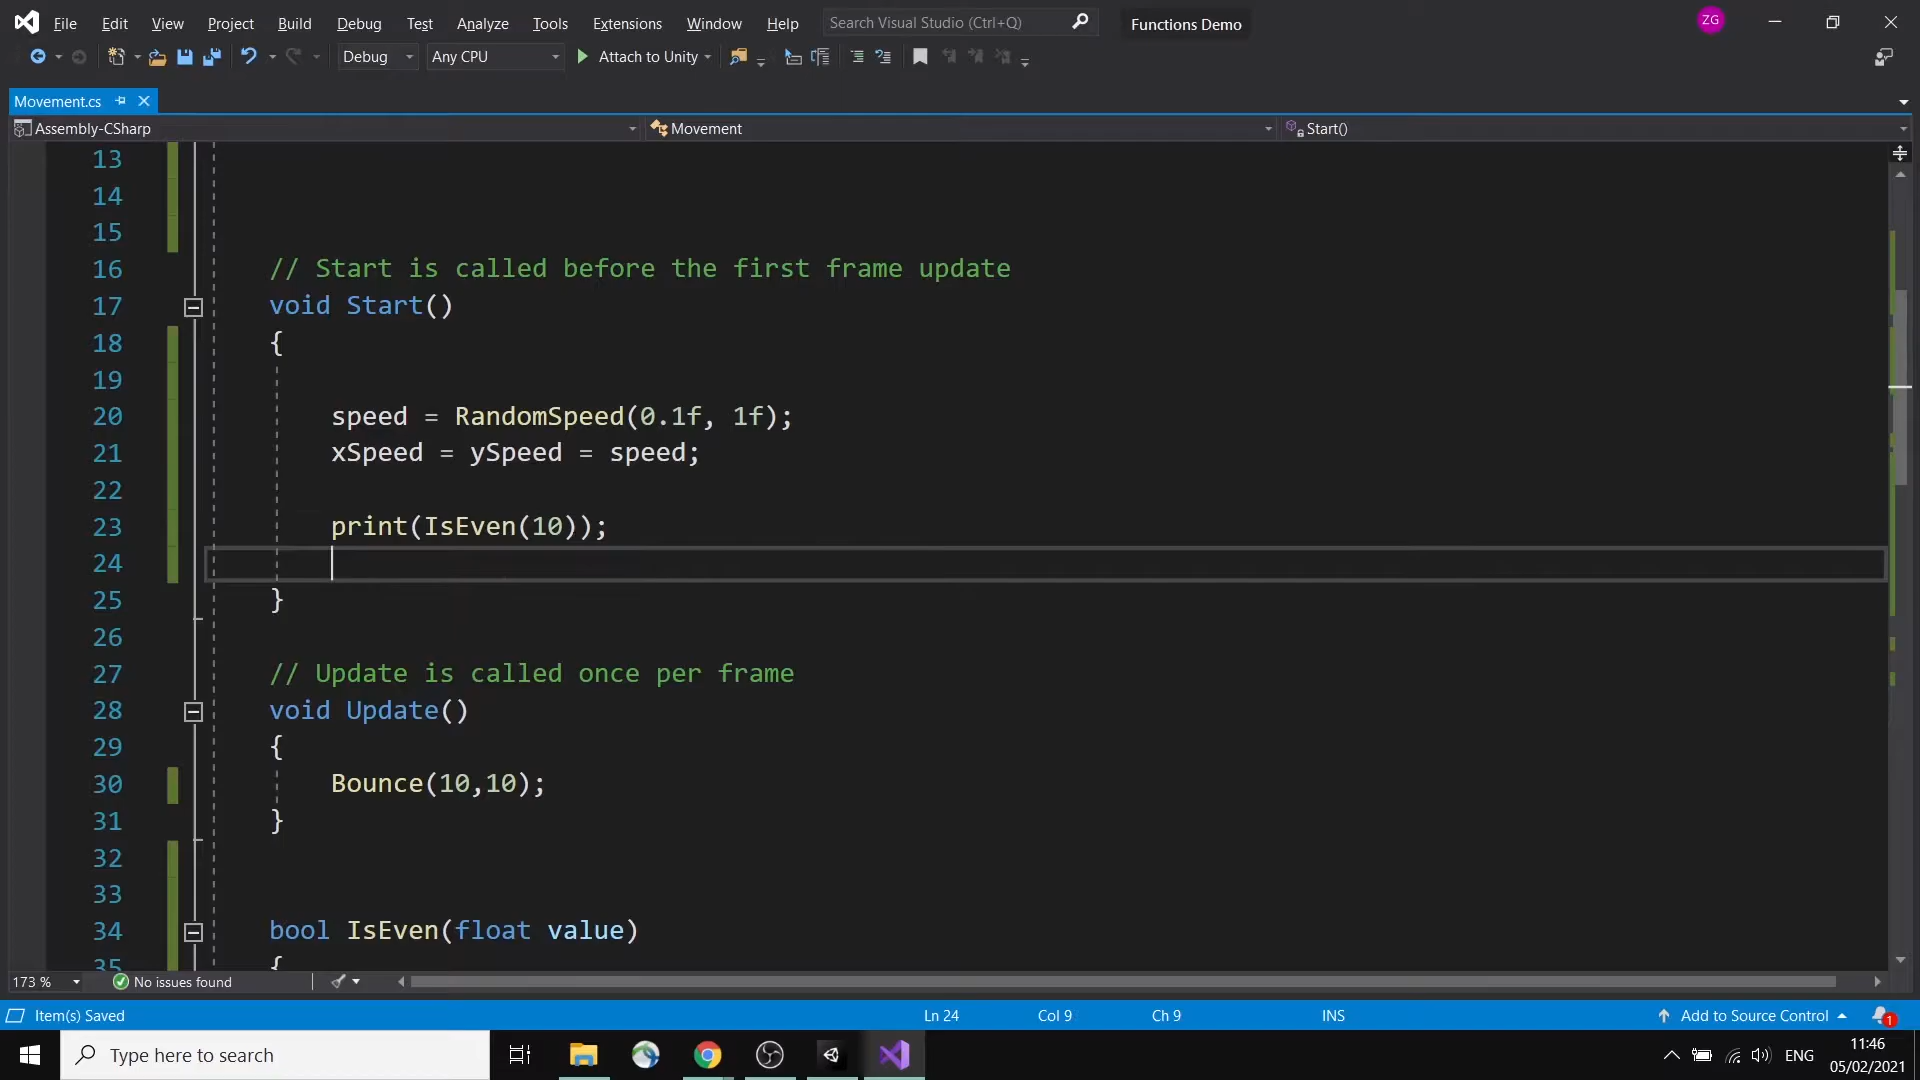 File Edit View Project Build Debug Test Analyze Tools Extensions Window Help Search Visual Studio (Ctrl+Q) Functions Demo ZG
Debug Any CPU Attach to Unity
Movement.cs
Assembly-CSharp Movement Start()
13
14
15
16 // Start is called before the first frame update
17 void Start()
18 {
19
20 speed = RandomSpeed(0.1f, 1f);
21 xSpeed = ySpeed = speed;
22
23 print(IsEven(10));
24
25 }
26
27 // Update is called once per frame
28 void Update()
29 {
30 Bounce(10,10);
31 }
32
33
34 bool IsEven(float value)
35 {
173 % No issues found
Item(s) Saved Ln 24 Col 9 Ch 9 INS Add to Source Control 1
Type here to search ENG 11:46
05/02/2021